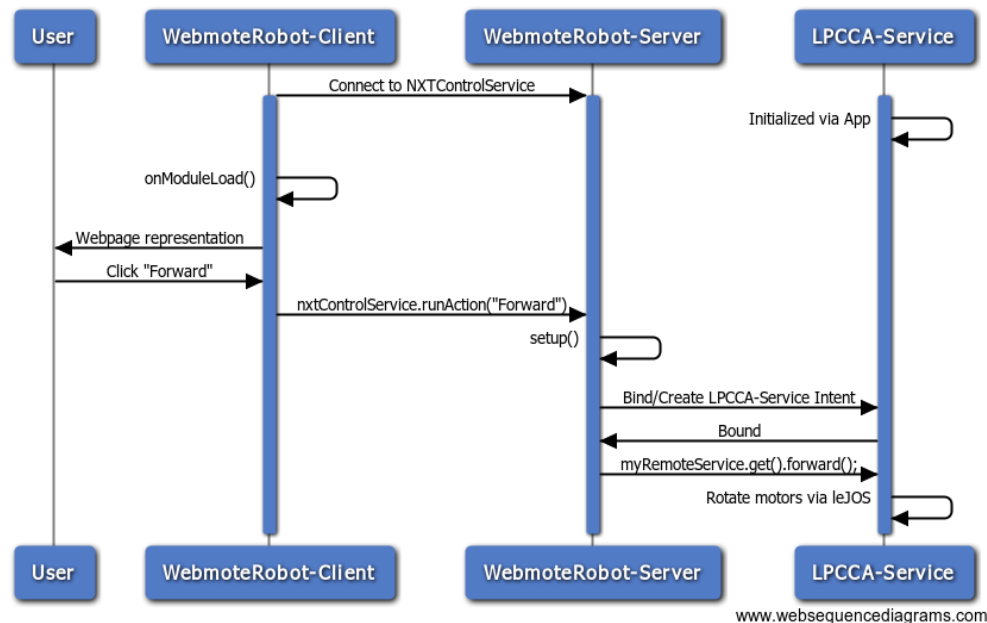 User
WebmoteRobot-Client
WebmoteRobot-Server
LPCCA-Service
Connect to NXTControlService
Initialized via App
onModuleLoad()
Webpage representation
Click "Forward"
nxtControlService.runAction("Forward")
setup()
Bind/Create LPCCA-Service Intent
Bound
myRemoteService.get().forward();
Rotate motors via leJOS
User
WebmoteRobot-Client
WebmoteRobot-Server
LPCCA-Service
www.websequencediagrams.com